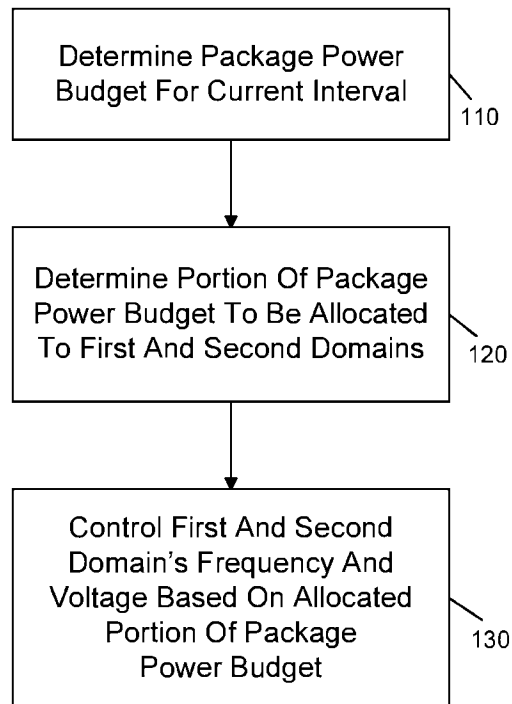 Determine Package Power
Budget For Current Interval
110
Determine Portion Of Package
Power Budget To Be Allocated
To First And Second Domains
120
Control First And Second
Domain's Frequency And
Voltage Based On Allocated
Portion Of Package
Power Budget
130